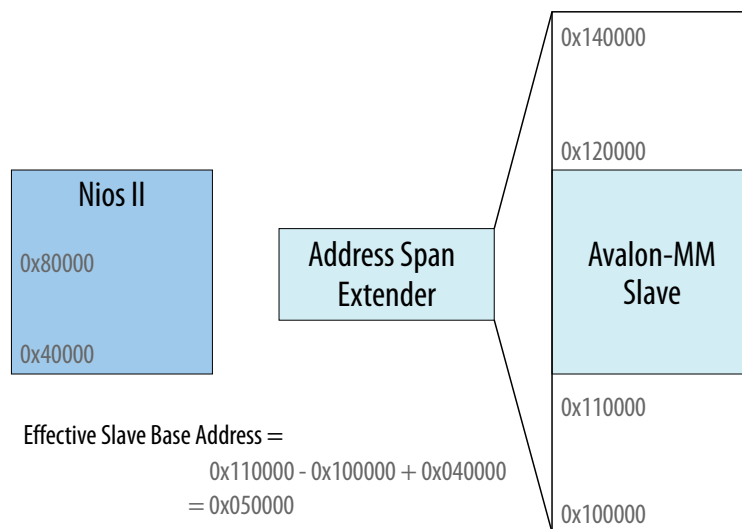 Nios II
0x80000
0x40000
Address Span
Extender
0x140000
0x120000
Avalon-MM
Slave
0x110000
0x100000
Effective Slave Base Address =
0x110000 - 0x100000 + 0x040000
= 0x050000